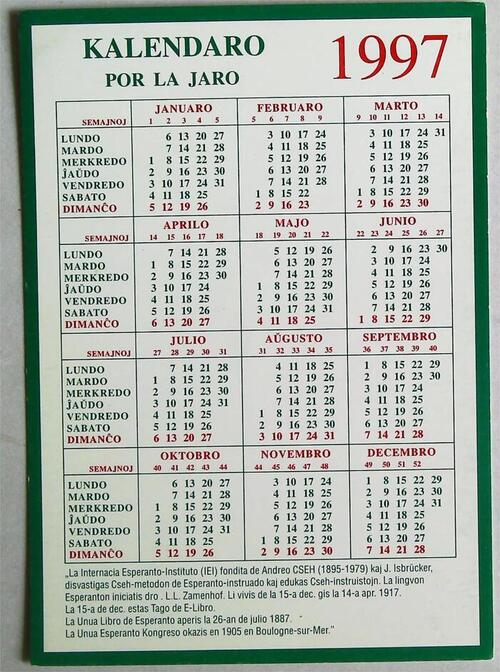 KALENDARO
POR LA JARO
1997
JANUARO FEBRUARO MARTO
SEMAJNOJ 1 2 3 4 5 5 6 7 8 9 9 10 11 12 13 14
LUNDO 6 13 20 27 3 10 17 24 3 10 17 24 31
MARDO 7 14 21 28 4 11 18 25 4 11 18 25
MERKREDO 1 8 15 22 29 5 12 19 26 5 12 19 26
ĴAŬDO 2 9 16 23 30 6 13 20 27 6 13 20 27
VENDREDO 3 10 17 24 31 7 14 21 28 7 14 21 28
SABATO 4 11 18 25 1 8 15 22 1 8 15 22 29
DIMANĈO 5 12 19 26 2 9 16 23 2 9 16 23 30
APRILO MAJO JUNIO
SEMAJNOJ 14 15 16 17 18 18 19 20 21 22 22 23 24 25 26 27
LUNDO 7 14 21 28 5 12 19 26 2 9 16 23 30
MARDO 1 8 15 22 29 6 13 20 27 3 10 17 24
MERKREDO 2 9 16 23 30 7 14 21 28 4 11 18 25
ĴAŬDO 3 10 17 24 1 8 15 22 29 5 12 19 26
VENDREDO 4 11 18 25 2 9 16 23 30 6 13 20 27
SABATO 5 12 19 26 3 10 17 24 31 7 14 21 28
DIMANĈO 6 13 20 27 4 11 18 25 1 8 15 22 29
JULIO AŬGUSTO SEPTEMBRO
SEMAJNOJ 27 28 29 30 31 31 32 33 34 35 36 37 38 39 40
LUNDO 7 14 21 28 4 11 18 25 1 8 15 22 29
MARDO 1 8 15 22 29 5 12 19 26 2 9 16 23 30
MERKREDO 2 9 16 23 30 6 13 20 27 3 10 17 24
ĴAŬDO 3 10 17 24 31 7 14 21 28 4 11 18 25
VENDREDO 4 11 18 25 1 8 15 22 29 5 12 19 26
SABATO 5 12 19 26 2 9 16 23 30 6 13 20 27
DIMANĈO 6 13 20 27 3 10 17 24 31 7 14 21 28
OKTOBRO NOVEMBRO DECEMBRO
SEMAJNOJ 40 41 42 43 44 44 45 46 47 48 49 50 51 52
LUNDO 6 13 20 27 3 10 17 24 1 8 15 22 29
MARDO 7 14 21 28 4 11 18 25 2 9 16 23 30
MERKREDO 1 8 15 22 29 5 12 19 26 3 10 17 24 31
ĴAŬDO 2 9 16 23 30 6 13 20 27 4 11 18 25
VENDREDO 3 10 17 24 31 7 14 21 28 5 12 19 26
SABATO 4 11 18 25 1 8 15 22 29 6 13 20 27
DIMANĈO 5 12 19 26 2 9 16 23 30 7 14 21 28
„La Internacia Esperanto-Instituto (IEI) fondita de Andreo CSEH (1895-1979) kaj J. Isbrücker,
disvastigas Cseh-metodon de Esperanto-instruado kaj edukas Cseh-instruistojn. La lingvon
Esperanton iniciatis dro . L.L. Zamenhof. Li vivis de la 15-a dec. gis la 14-a apr. 1917.
La 15-a de dec. estas Tago de E-Libro.
La Unua Libro de Esperanto aperis la 26-an de julio 1887.
La Unua Esperanto Kongreso okazis en 1905 en Boulogne-sur-Mer.”